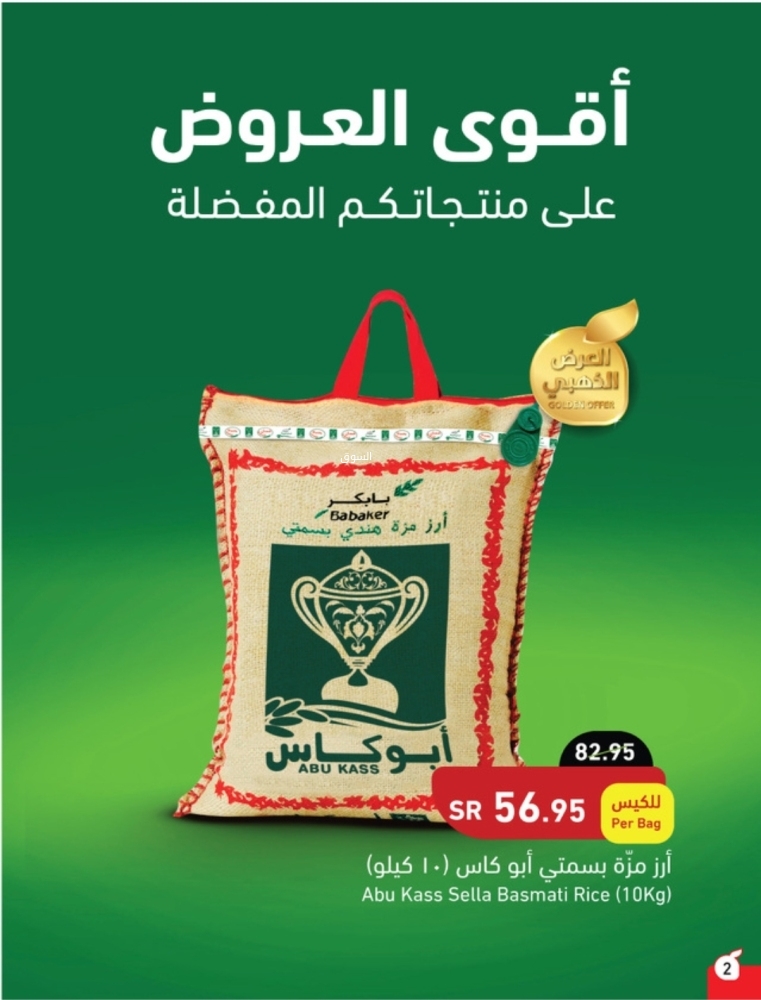 أقوى العروض
على منتجاتكم المفضلة
العرض
الذهبي
GOLDEN OFFER
السوق
بابكر
Babaker
أرز مزة هندي بسمتي
أبو كاس
ABU KASS
82.95
SR 56.95
للكيس
Per Bag
أرز مزّة بسمتي أبو كاس (١٠ كيلو)
Abu Kass Sella Basmati Rice (10Kg)
2